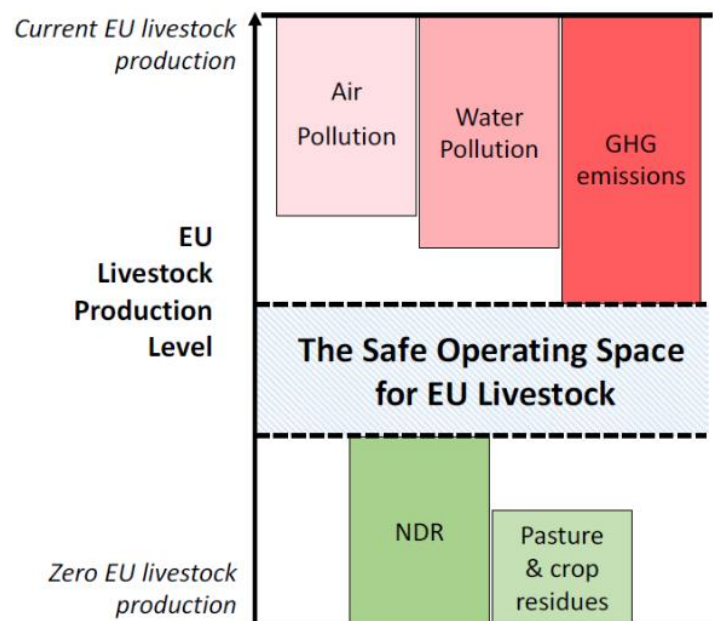 Current EU livestock
production
Air
Pollution
Water
Pollution
GHG
emissions
EU
Livestock
Production
Level
The Safe Operating Space
for EU Livestock
NDR
Pasture
& crop
residues
Zero EU livestock
production